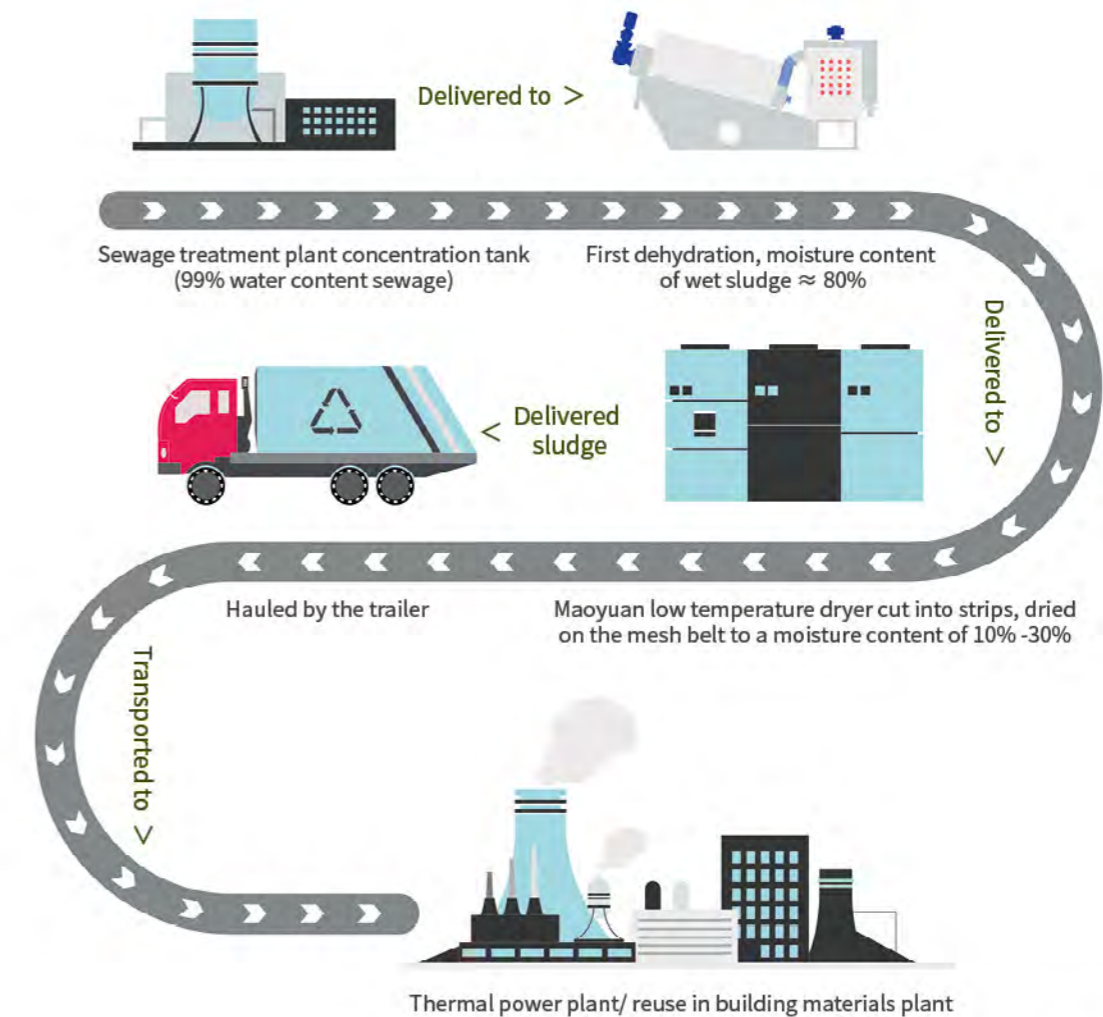 Delivered to >
Sewage treatment plant concentration tank
(99% water content sewage)
First dehydration, moisture content
of wet sludge ≈ 80%
Delivered to >
< Delivered
sludge
Maoyuan low temperature dryer cut into strips, dried
on the mesh belt to a moisture content of 10% -30%
Hauled by the trailer
Transported to >
Thermal power plant/ reuse in building materials plant